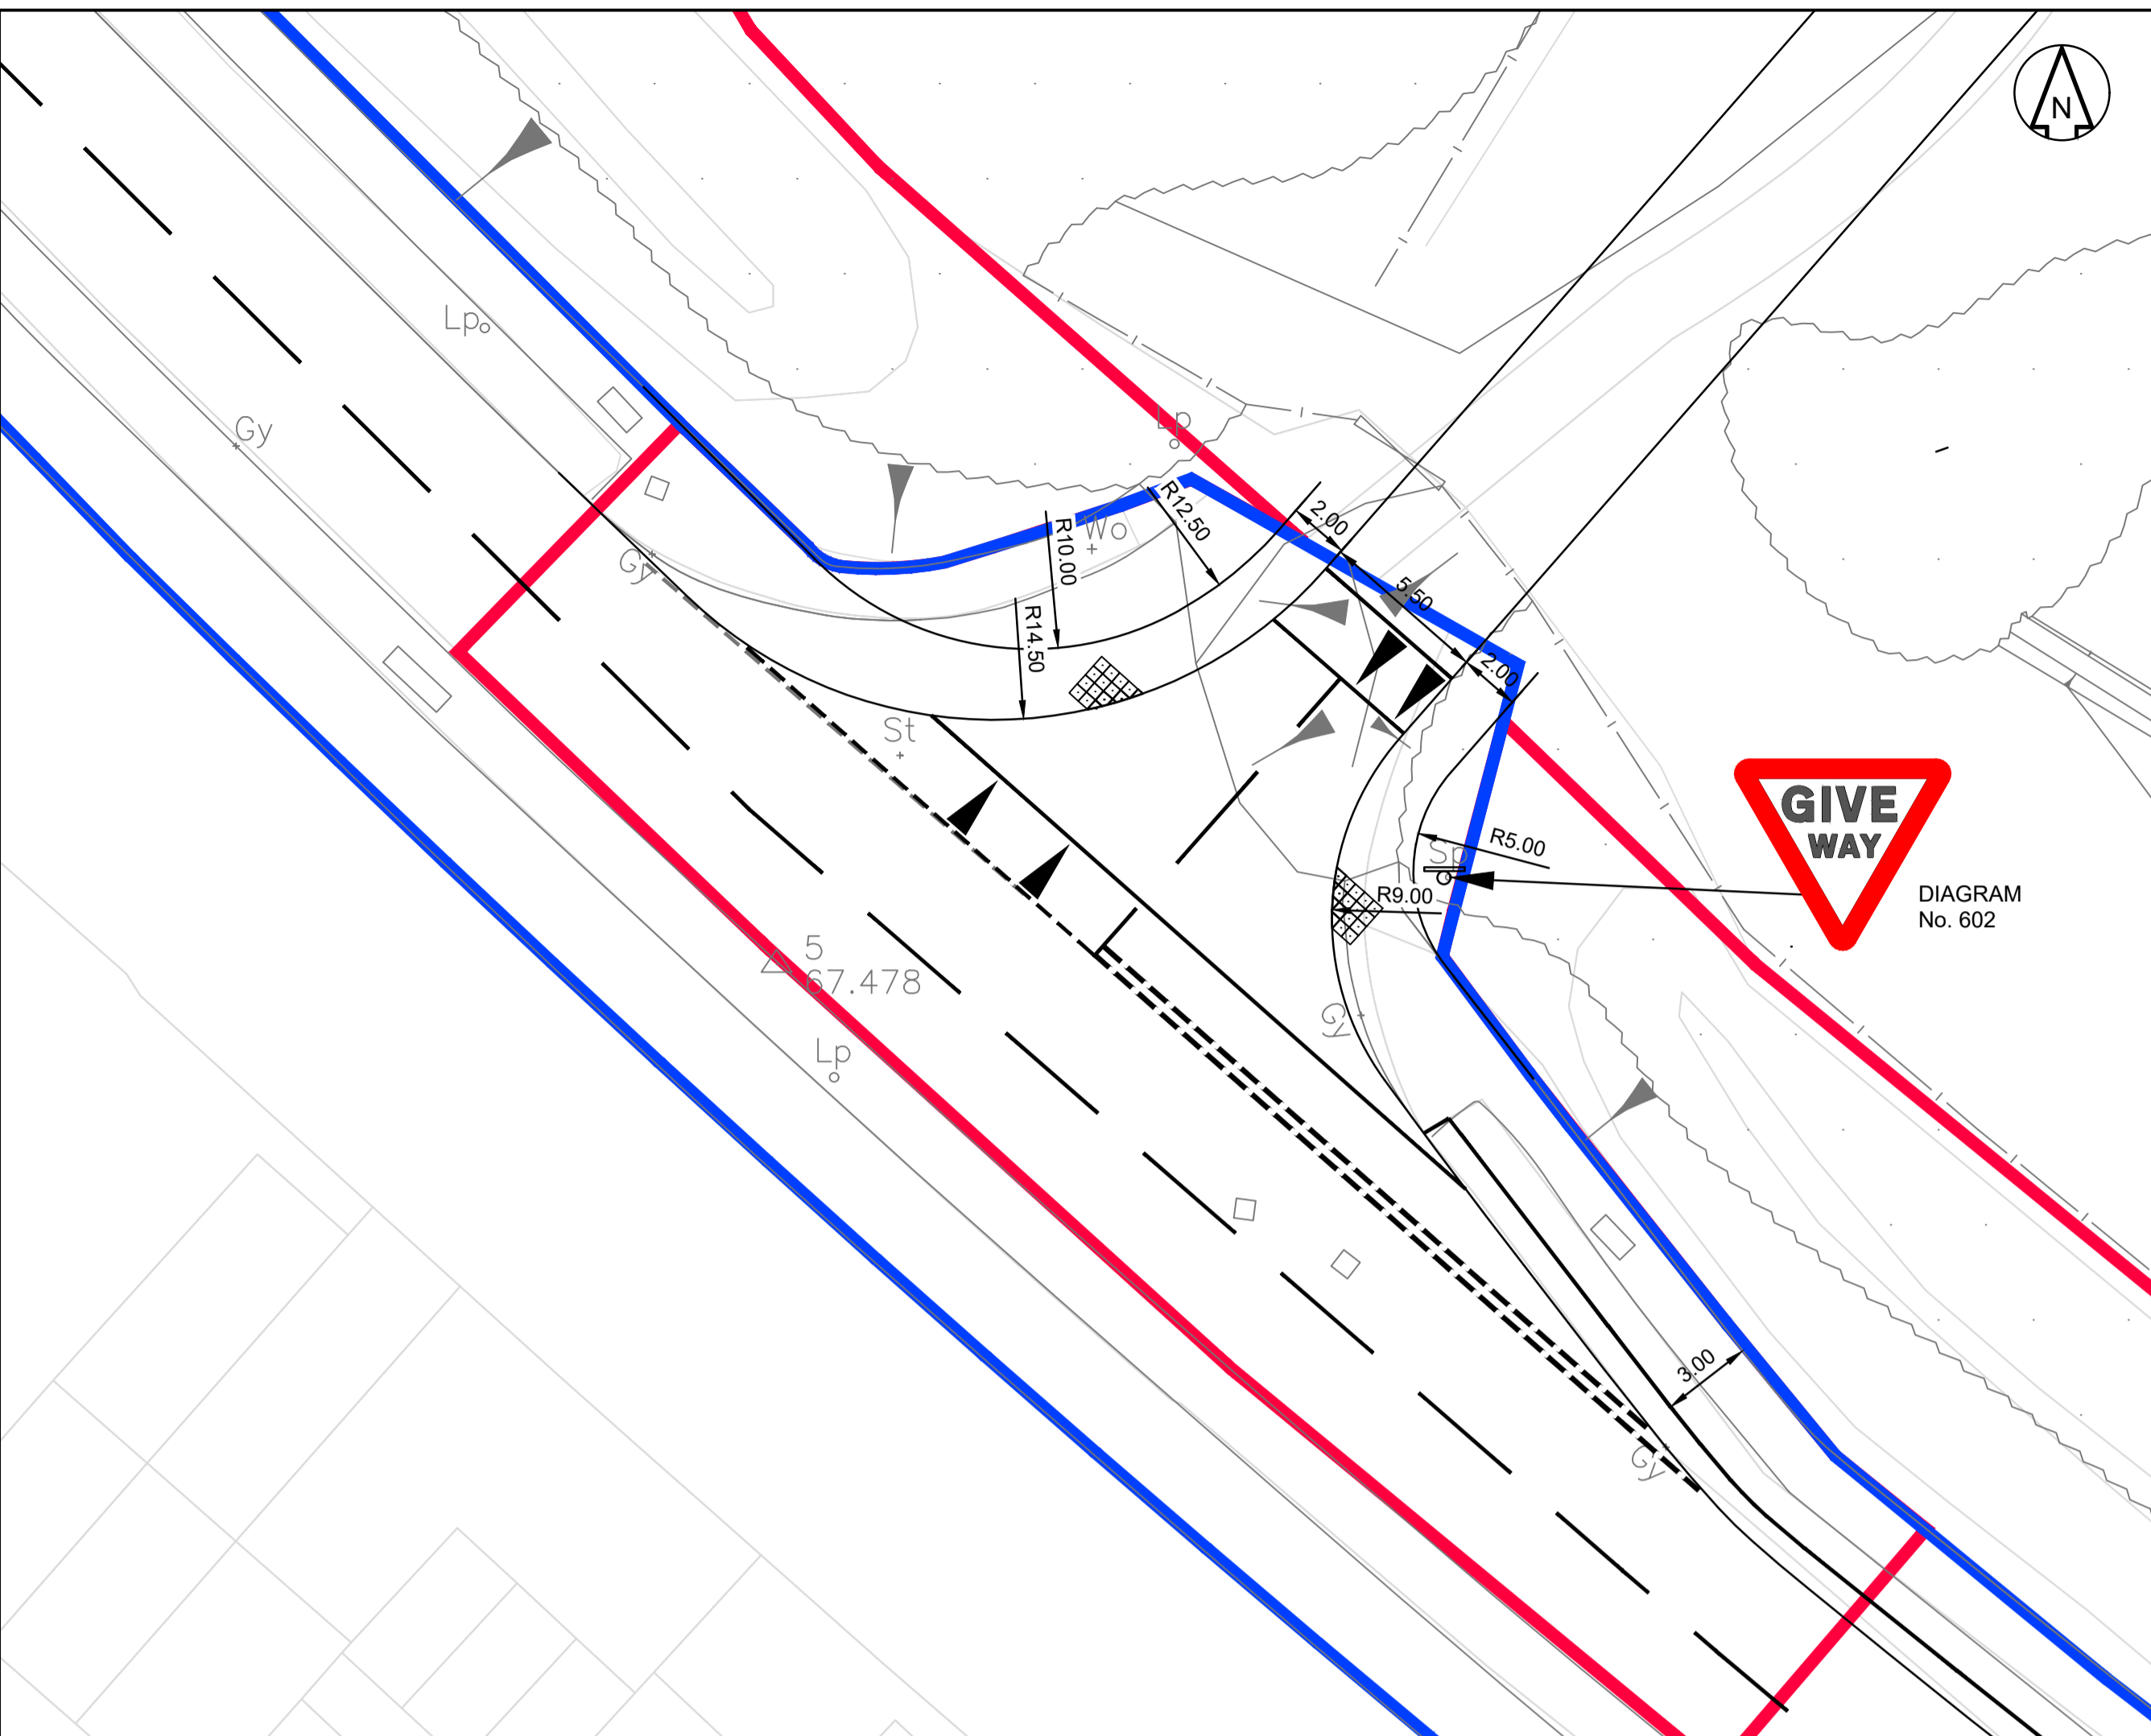 N
Lp
Gy
Lp
R12.50
2.00
Wo
R10.00
Gy
5.50
R14.50
2.00
St
GIVE
WAY
R5.00
Sp
R9.00
DIAGRAM
No. 602
5
67.478
Gy
Lp
3.00
Gy